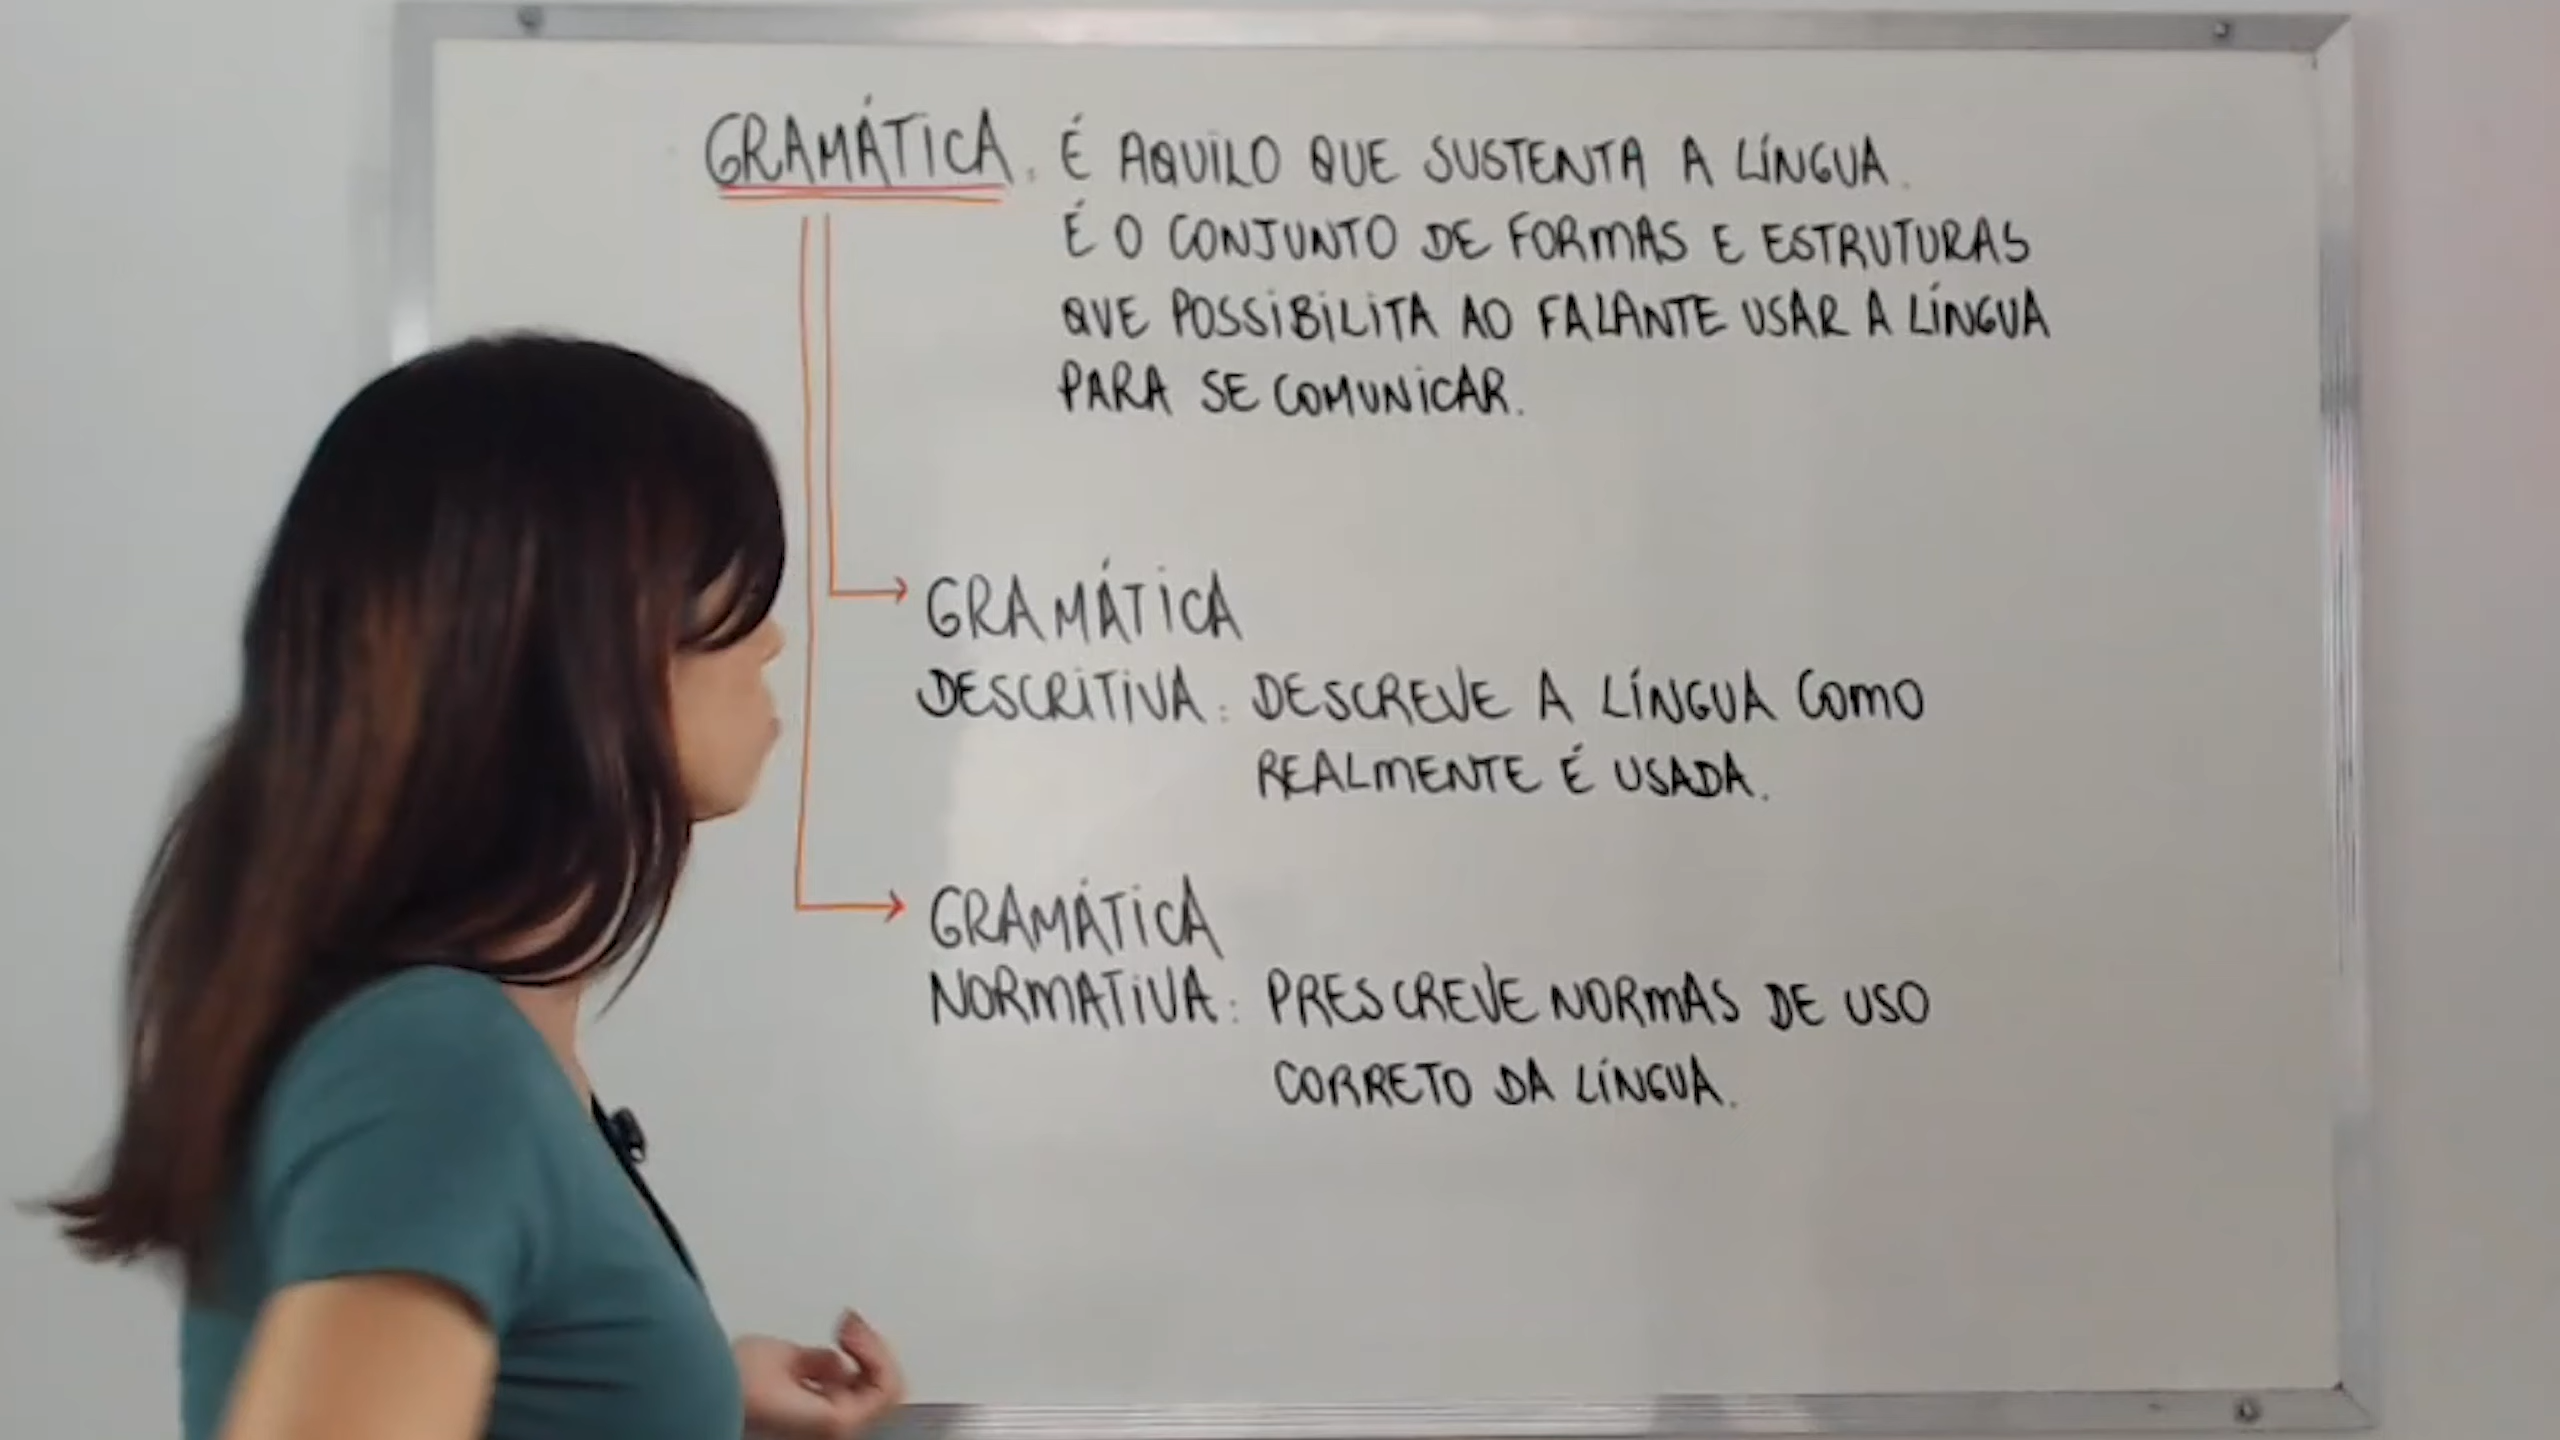 GRAMÁTICA: É AQUILO QUE SUSTENTA A LÍNGUA.
É O CONJUNTO DE FORMAS E ESTRUTURAS
QUE POSSIBILITA AO FALANTE USAR A LÍNGUA
PARA SE COMUNICAR.
GRAMÁTICA
DESCRITIVA: DESCREVE A LÍNGUA COMO
REALMENTE É USADA.
GRAMÁTICA
NORMATIVA: PRESCREVE NORMAS DE USO
CORRETO DA LÍNGUA.